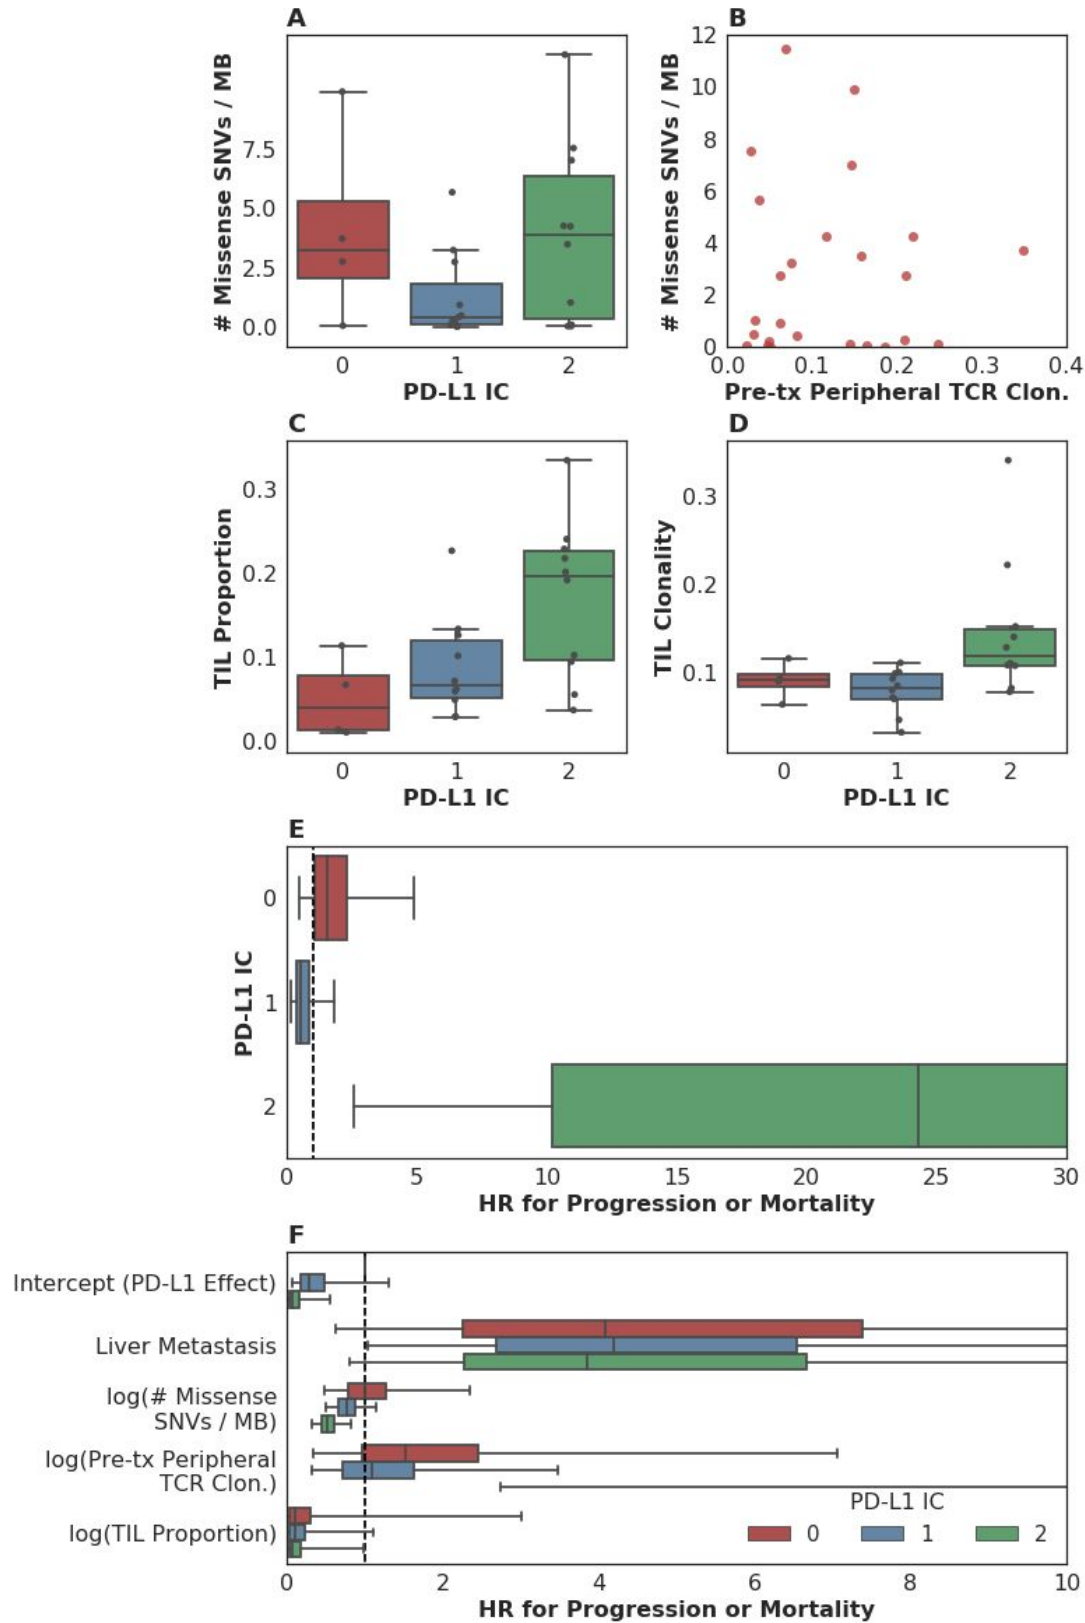 A
# Missense SNVs / MB
7.5
5.0
2.5
0.0
0 1 2
PD-L1 IC
B
# Missense SNVs / MB
12
10
8
6
4
2
0
0.0 0.1 0.2 0.3 0.4
Pre-tx Peripheral TCR Clon.
C
TIL Proportion
0.3
0.2
0.1
0.0
0 1 2
PD-L1 IC
D
TIL Clonality
0.3
0.2
0.1
0 1 2
PD-L1 IC
E
PD-L1 IC
0
1
2
0 5 10 15 20 25 30
HR for Progression or Mortality
F
Intercept (PD-L1 Effect)
Liver Metastasis
log(# Missense
SNVs / MB)
log(Pre-tx Peripheral
TCR Clon.)
log(TIL Proportion)
PD-L1 IC
0 1 2
0 2 4 6 8 10
HR for Progression or Mortality